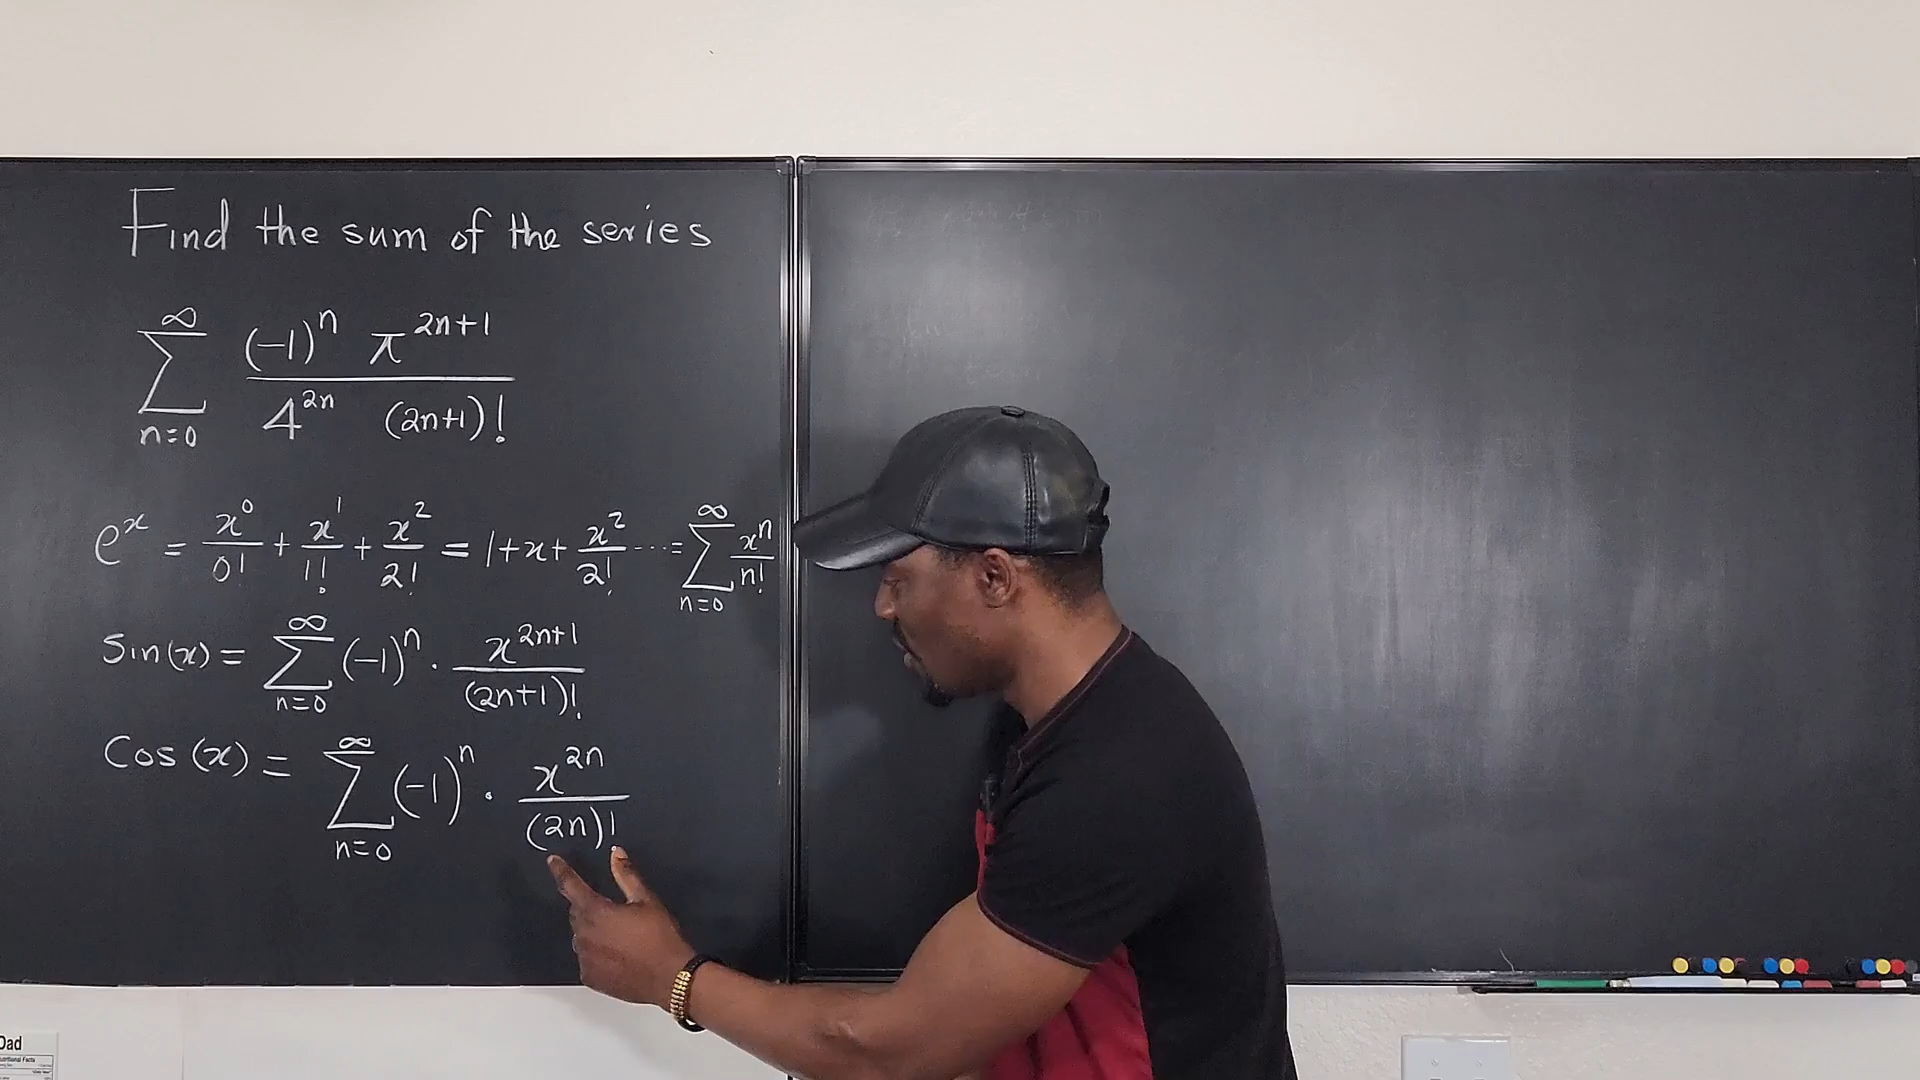 Find the sum of the series
∞ ∑ n=0 (-1)^n π^(2n+1) / 4^(2n) (2n+1)!
e^x = x^0/0! + x^1/1! + x^2/2! = 1 + x + x^2/2! ... = ∞ ∑ n=0 x^n/n!
Sin(x) = ∞ ∑ n=0 (-1)^n · x^(2n+1)/(2n+1)!
Cos(x) = ∞ ∑ n=0 (-1)^n · x^(2n)/(2n)!
Dad